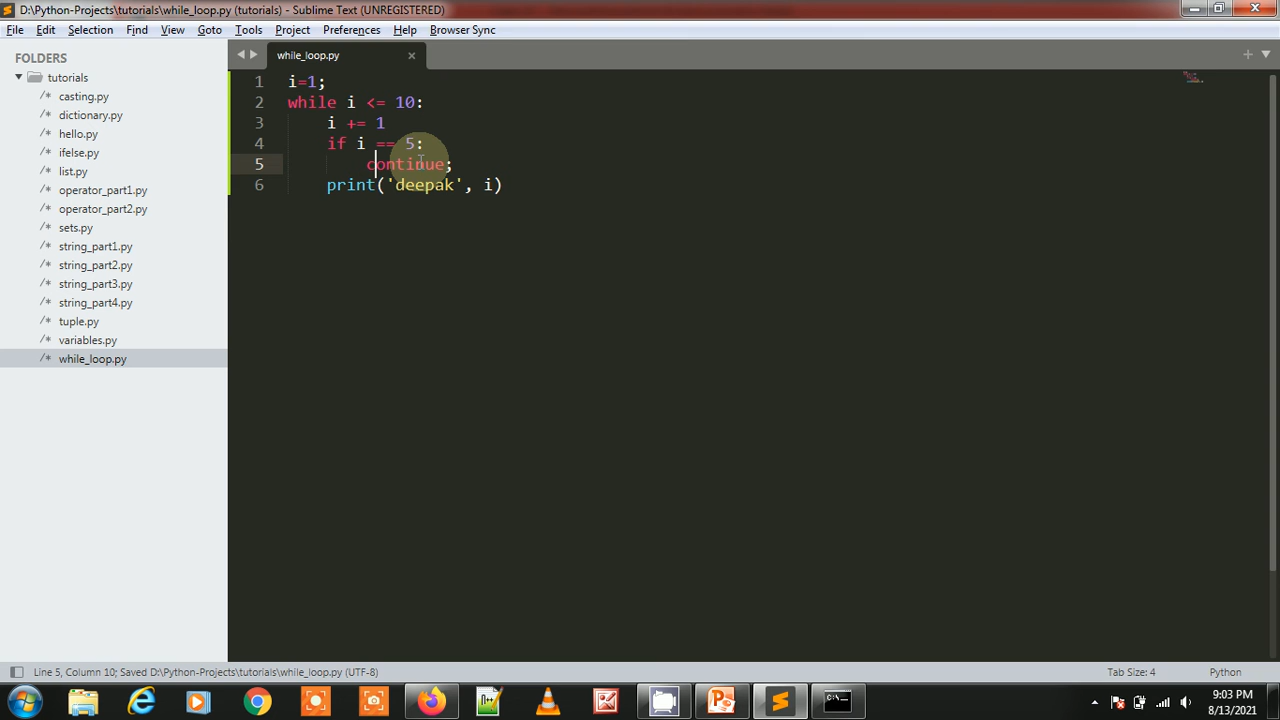 D:\Python-Projects\tutorials\while_loop.py (tutorials) - Sublime Text (UNREGISTERED)
File Edit Selection Find View Goto Tools Project Preferences Help Browser Sync
FOLDERS
tutorials
/* casting.py
/* dictionary.py
/* hello.py
/* ifelse.py
/* list.py
/* operator_part1.py
/* operator_part2.py
/* sets.py
/* string_part1.py
/* string_part2.py
/* string_part3.py
/* string_part4.py
/* tuple.py
/* variables.py
/* while_loop.py
while_loop.py
1 i=1;
2 while i <= 10:
3 i += 1
4 if i == 5:
5 continue;
6 print('deepak', i)
Line 5, Column 10; Saved D:\Python-Projects\tutorials\while_loop.py (UTF-8)
Tab Size: 4
Python
9:03 PM
8/13/2021